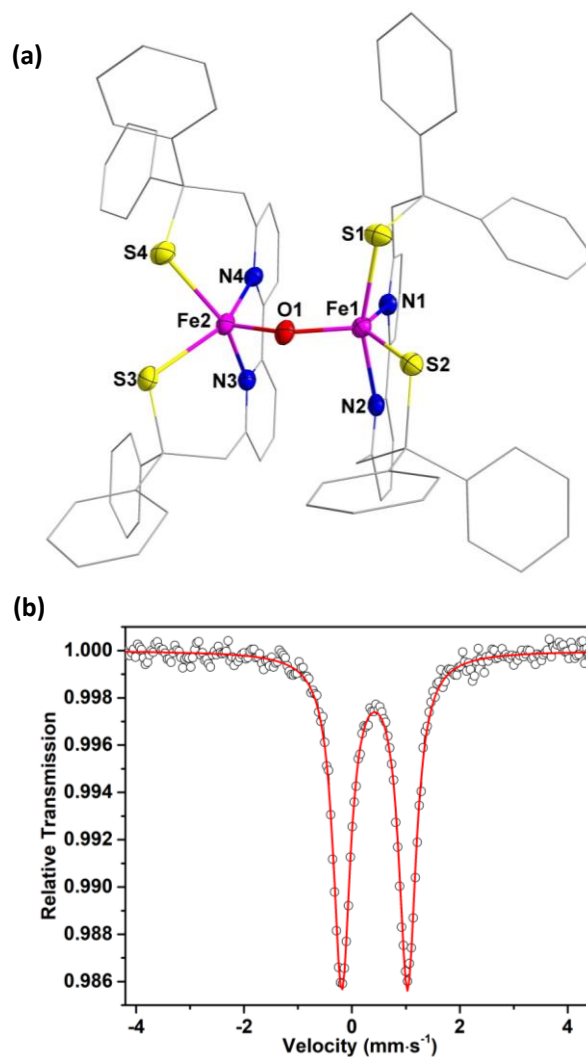 (a)
S1
S4
N4
O1
Fe1
N1
Fe2
S2
S3
N3
N2
(b)
1.000
0.998
0.996
0.994
0.992
0.990
0.988
0.986
Relative Transmission
-4 -2 0 2 4
Velocity (mm·s⁻¹)